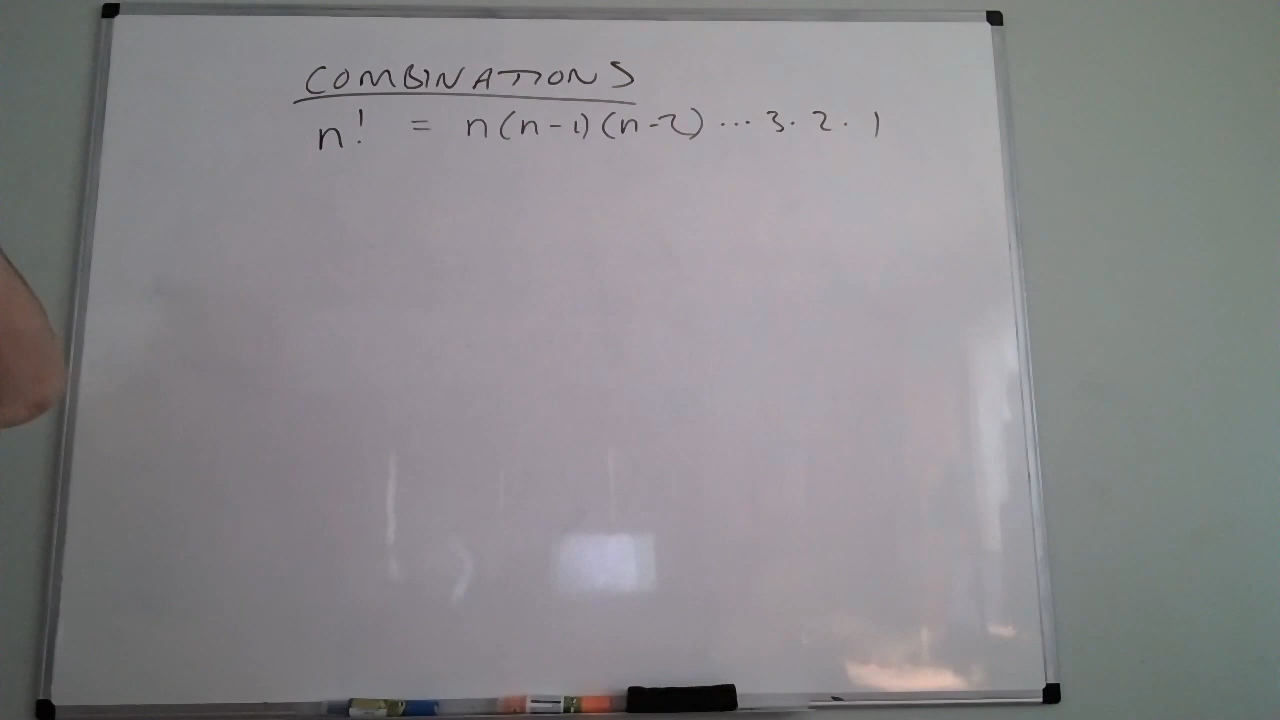 COMBINATIONS
n! = n(n-1)(n-2) ... 3. 2. 1